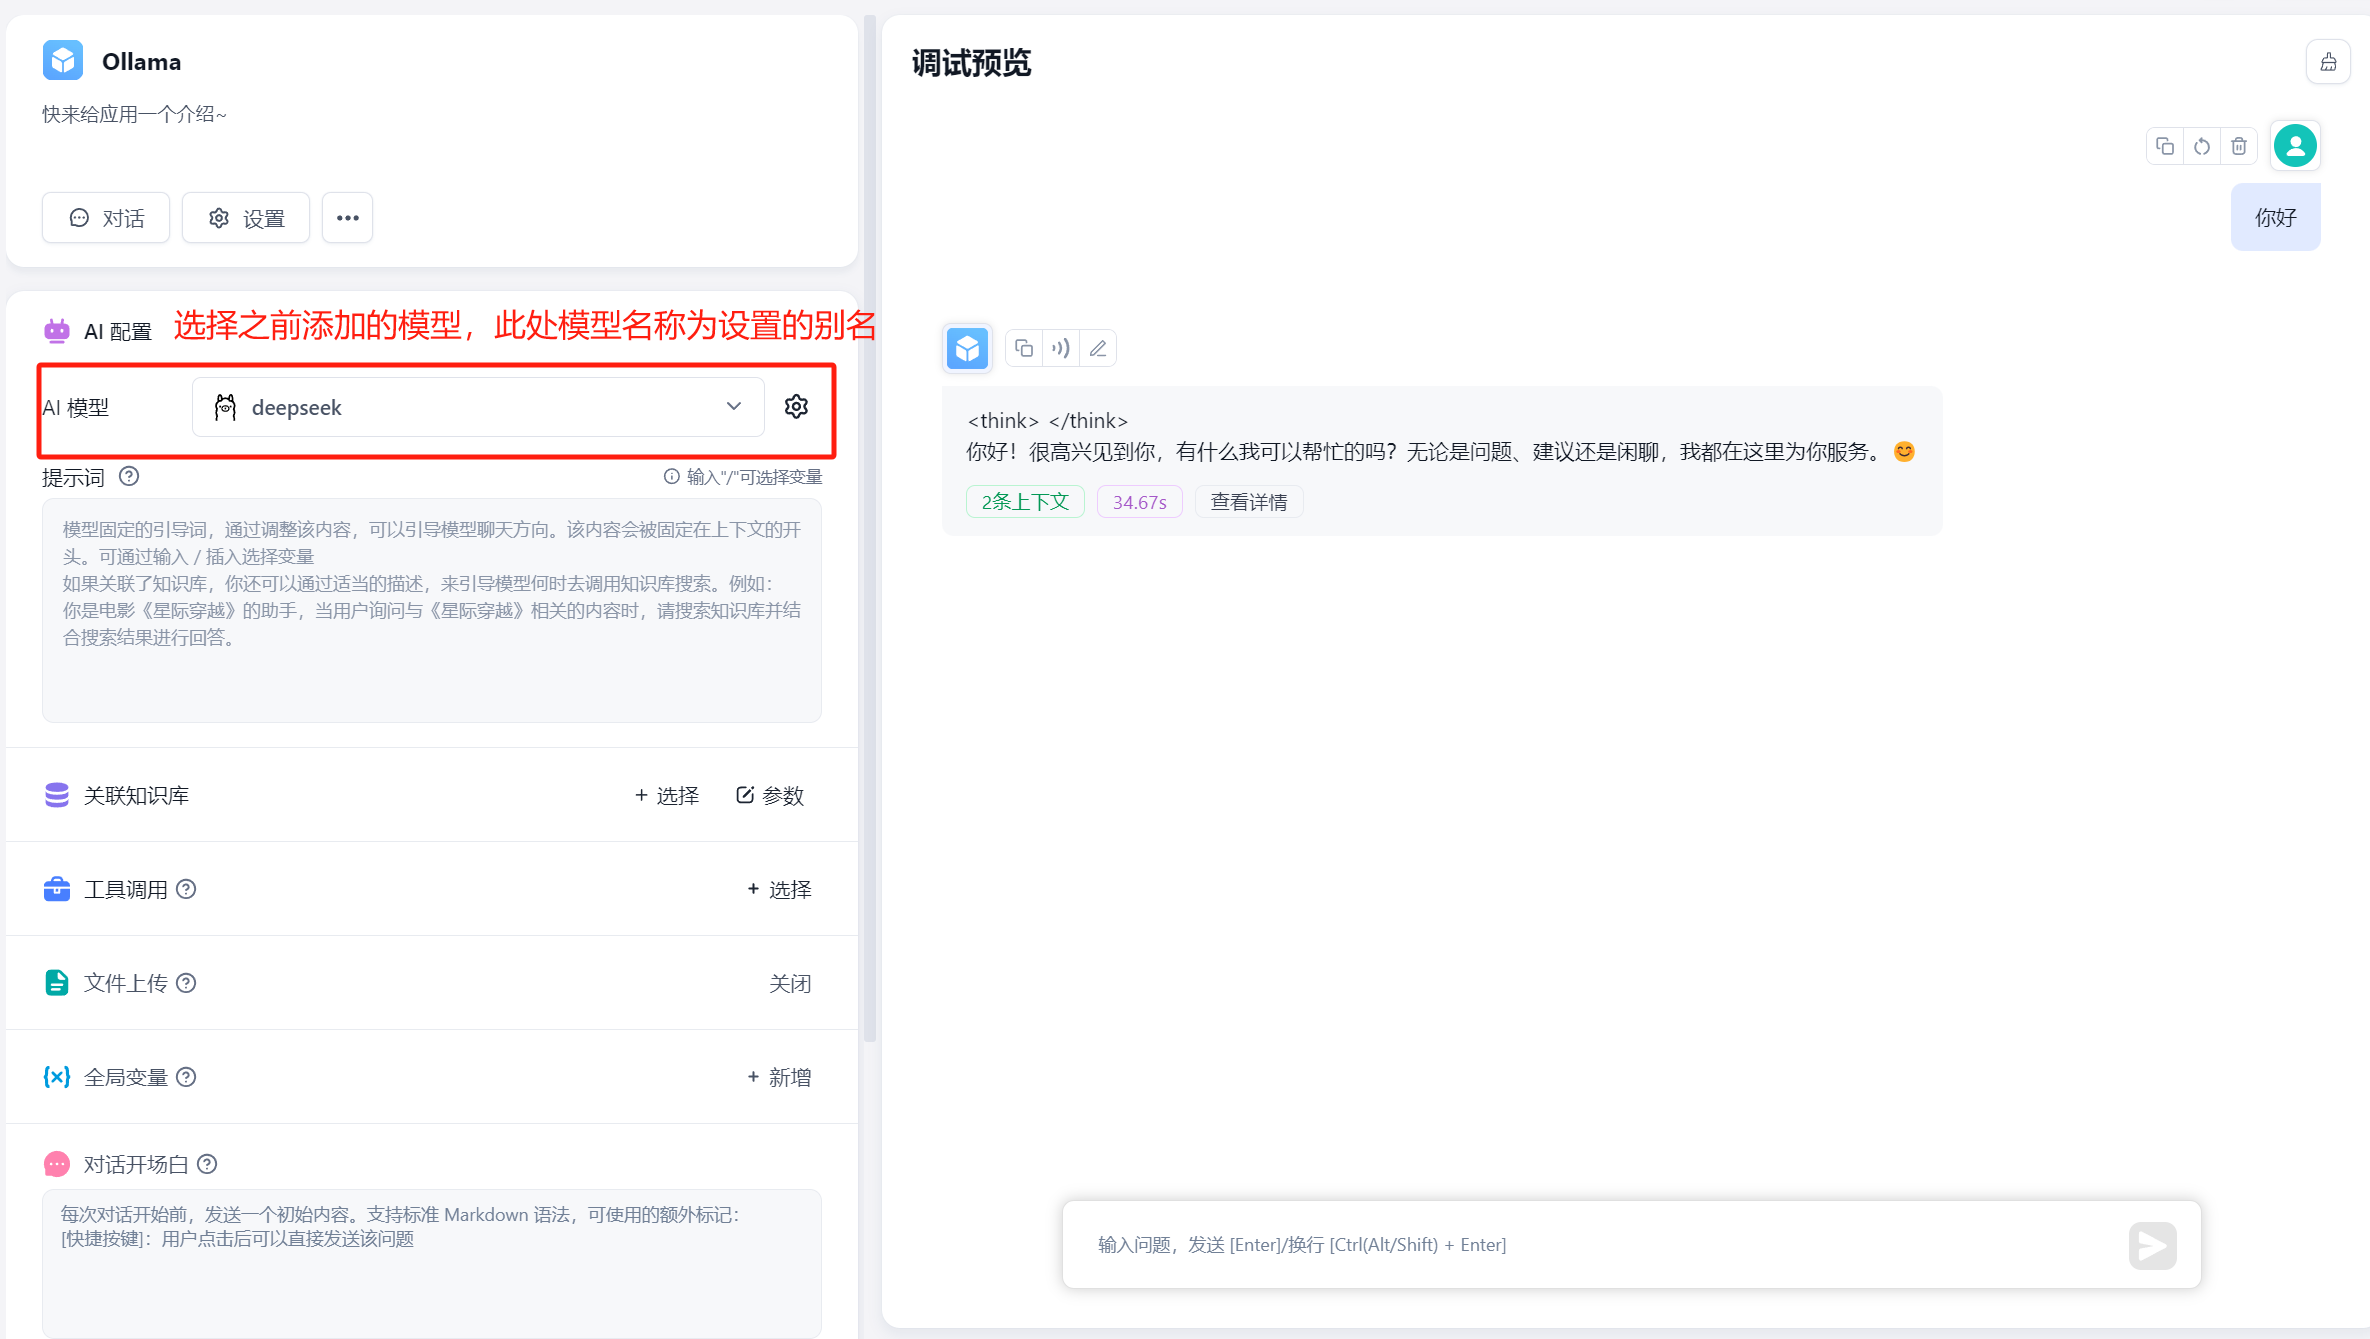 Ollama
快来给应用一个介绍~
对话
设置
AI 配置
选择之前添加的模型，此处模型名称为设置的别名
AI 模型
deepseek
提示词
输入"/"可选择变量
模型固定的引导词，通过调整该内容，可以引导模型聊天方向。该内容会被固定在上下文的开
头。可通过输入 / 插入选择变量
如果关联了知识库，你还可以通过适当的描述，来引导模型何时去调用知识库搜索。例如：
你是电影《星际穿越》的助手，当用户询问与《星际穿越》相关的内容时，请搜索知识库并结
合搜索结果进行回答。
关联知识库
+ 选择
参数
工具调用
+ 选择
文件上传
关闭
全局变量
+ 新增
对话开场白
每次对话开始前，发送一个初始内容。支持标准 Markdown 语法，可使用的额外标记：
[快捷按键]：用户点击后可以直接发送该问题
调试预览
你好
<think> </think>
你好！很高兴见到你，有什么我可以帮忙的吗？无论是问题、建议还是闲聊，我都在这里为你服务。😊
2条上下文
34.67s
查看详情
输入问题，发送 [Enter]/换行 [Ctrl(Alt/Shift) + Enter]